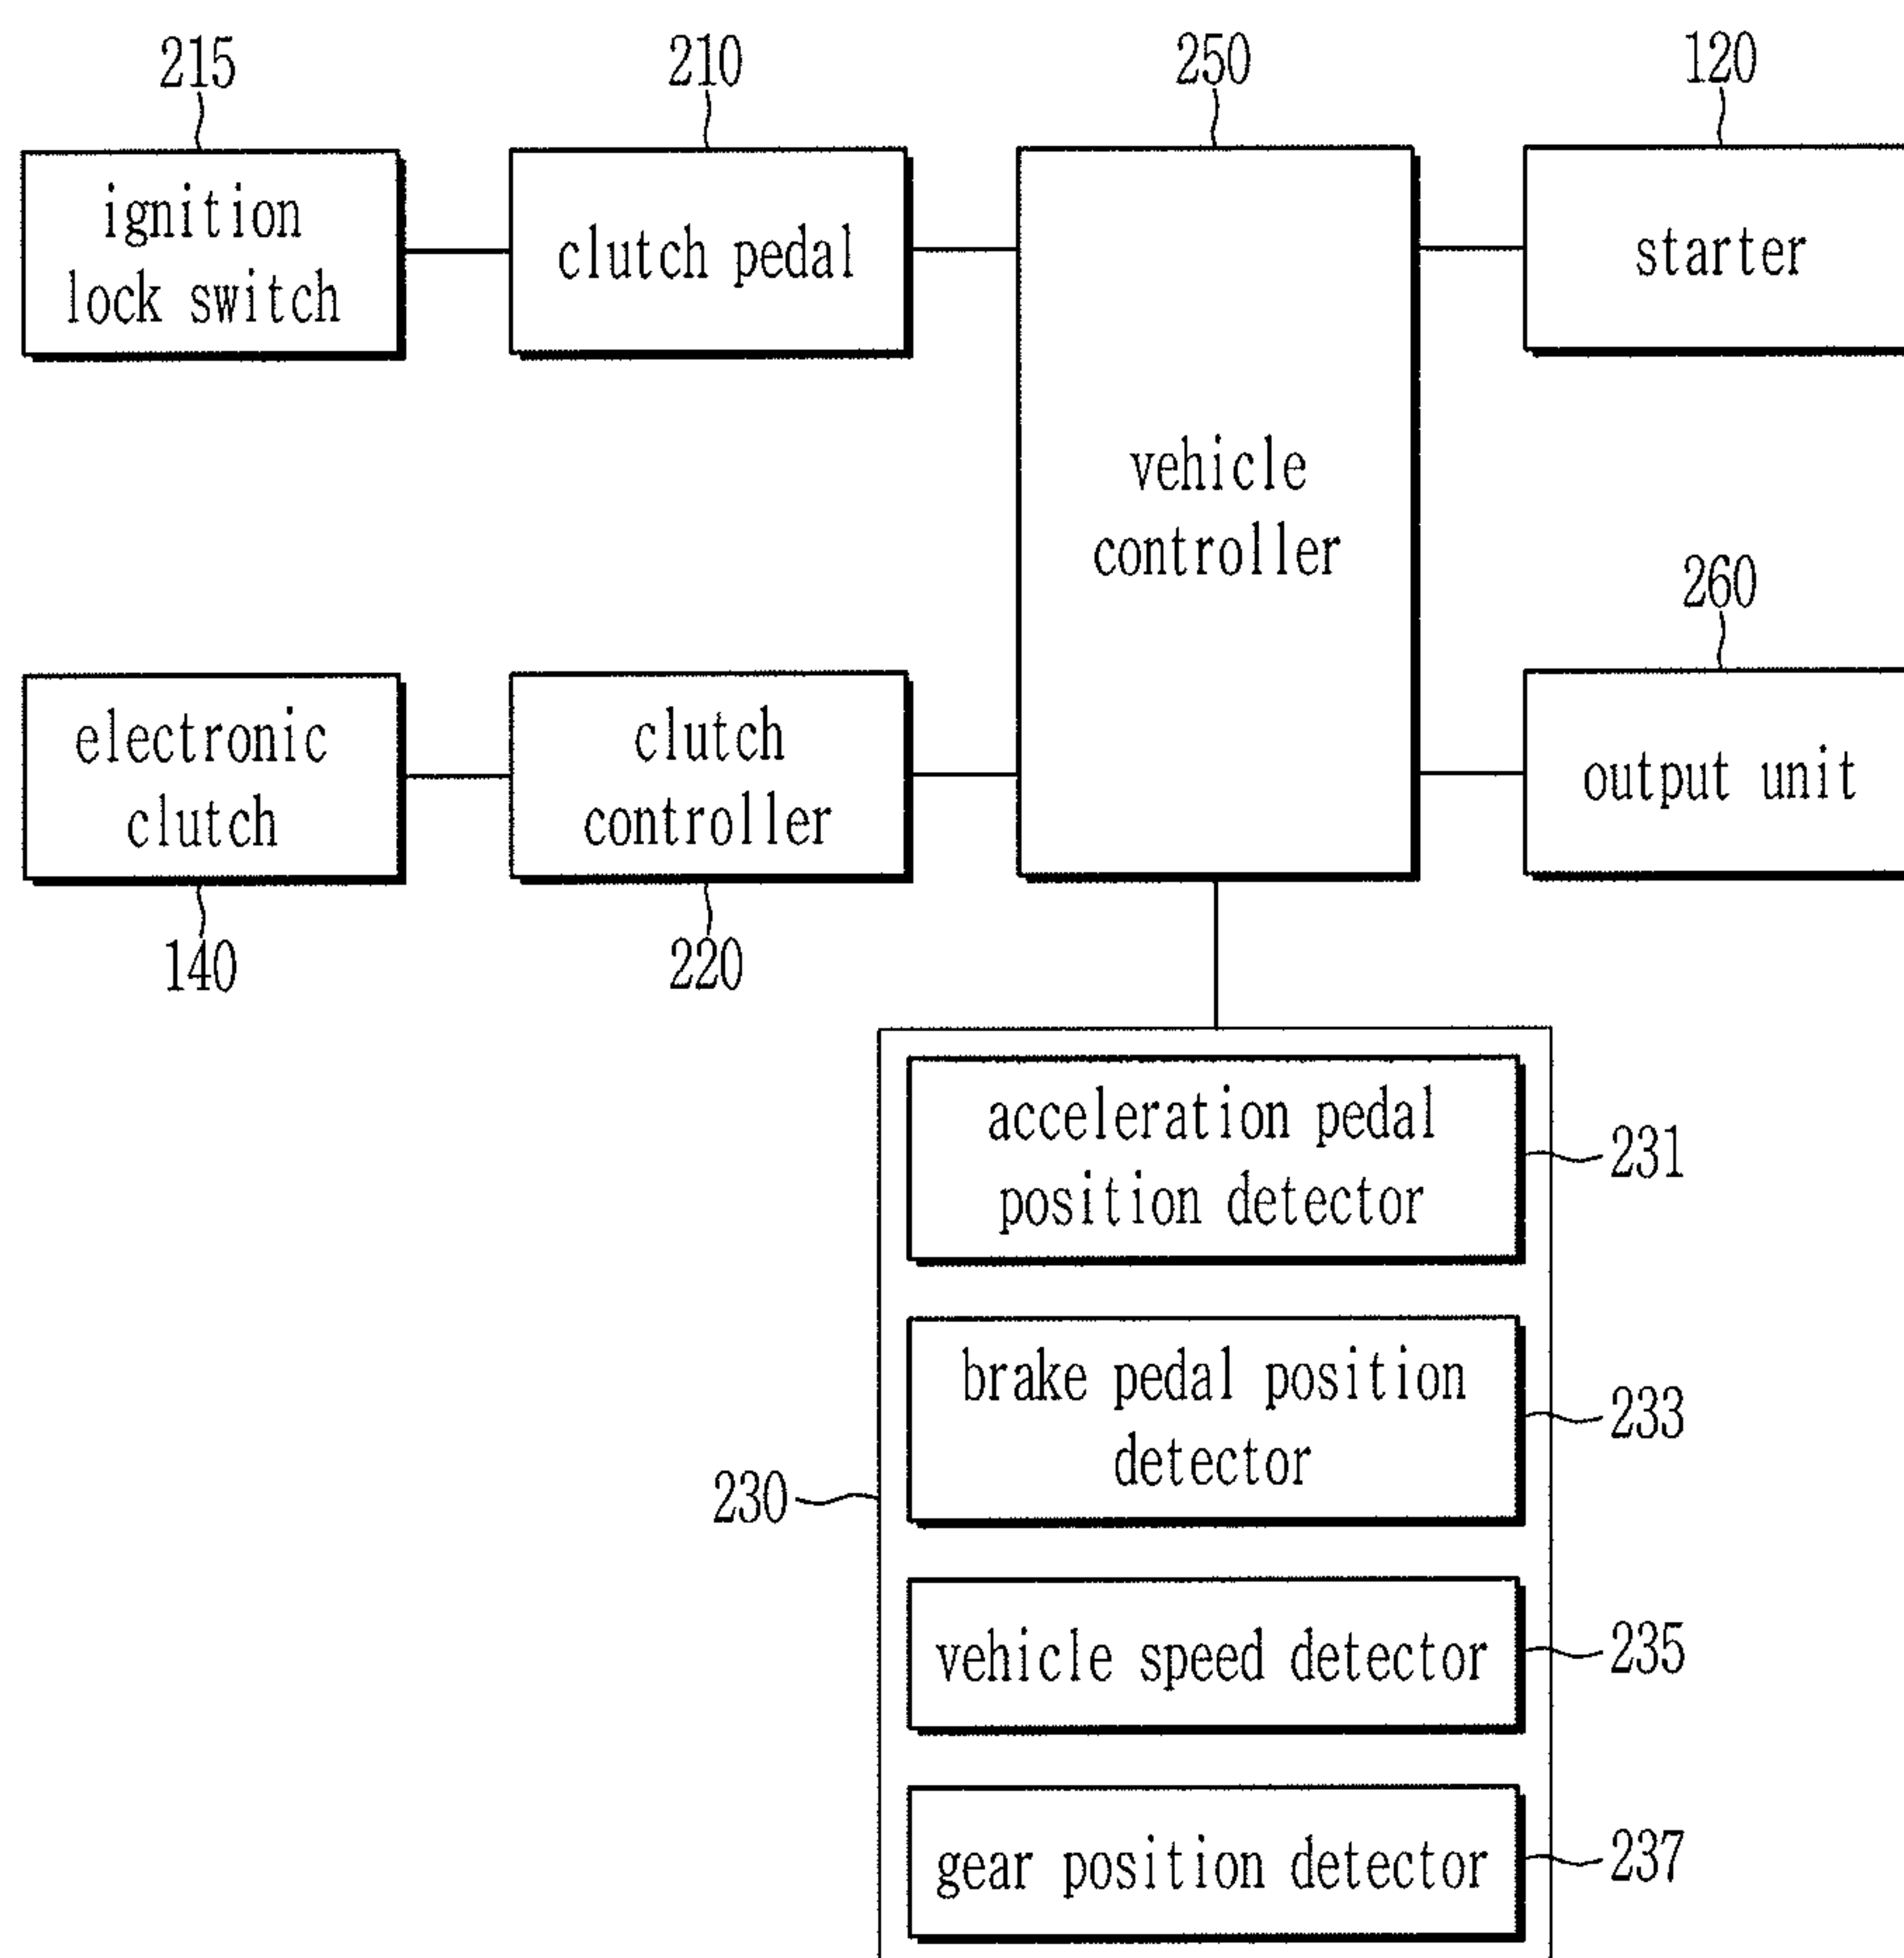 215
210
250
120
ignition
lock switch
clutch pedal
vehicle
controller
starter
260
electronic
clutch
clutch
controller
output unit
140
220
acceleration pedal
position detector
231
brake pedal position
detector
233
230
vehicle speed detector
235
gear position detector
237